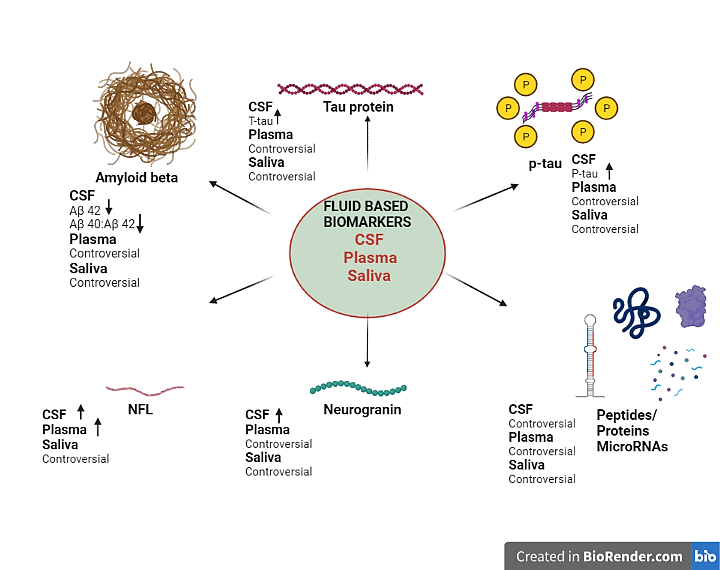 CSF
T-tau
Plasma
Controversial
Saliva
Controversial
Tau protein
P
P
P
P
P
P
p-tau
CSF
P-tau
Plasma
Controversial
Saliva
Controversial
Amyloid beta
CSF
Aβ 42
Aβ 40:Aβ 42
Plasma
Controversial
Saliva
Controversial
FLUID BASED
BIOMARKERS
CSF
Plasma
Saliva
NFL
CSF
Plasma
Saliva
Controversial
Neurogranin
CSF
Plasma
Controversial
Saliva
Controversial
CSF
Controversial
Plasma
Controversial
Saliva
Controversial
Peptides/
Proteins
MicroRNAs
Created in BioRender.com bio